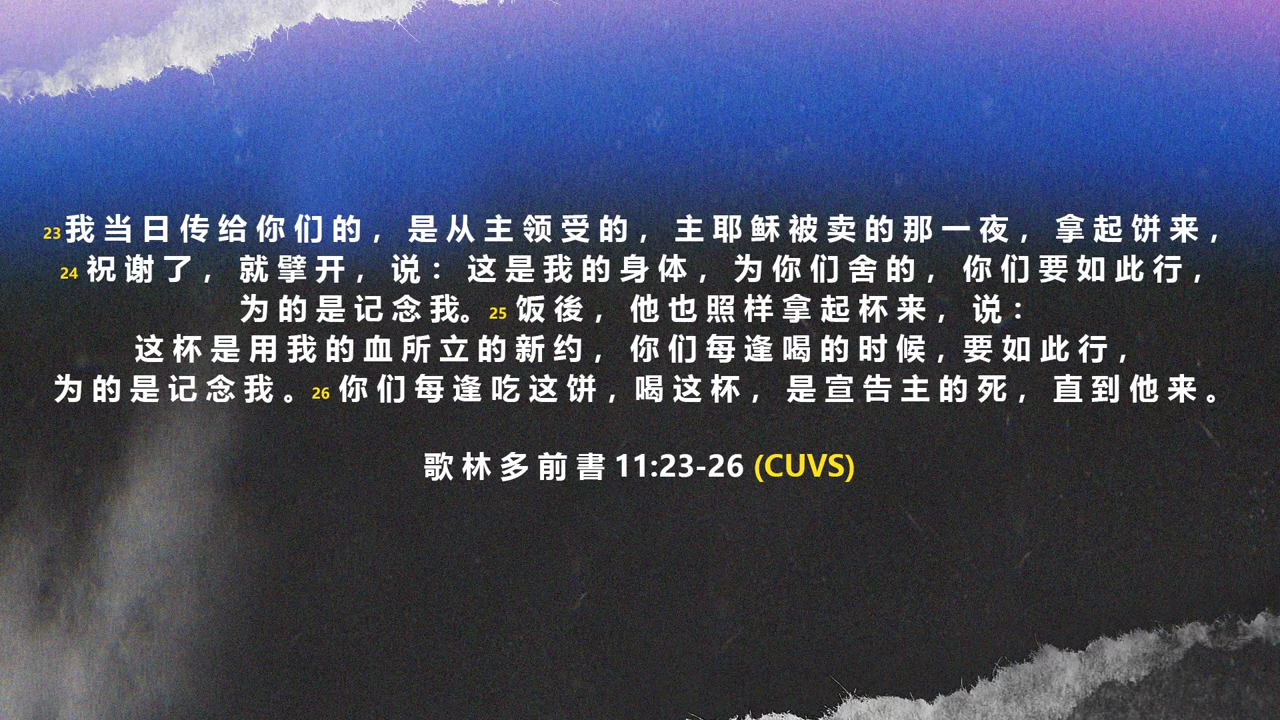 23我当日传给你们的，是从主领受的，主耶稣被卖的那一夜，拿起饼来，
24 祝谢了，就擘开，说：这是我的身体，为你们舍的，你们要如此行，
为的是记念我。25 饭後，他也照样拿起杯来，说：
这杯是用我的血所立的新约，你们每逢喝的时候，要如此行，
为的是记念我。26 你们每逢吃这饼，喝这杯，是宣告主的死，直到他来。
歌林多前書 11:23-26 (CUVS)